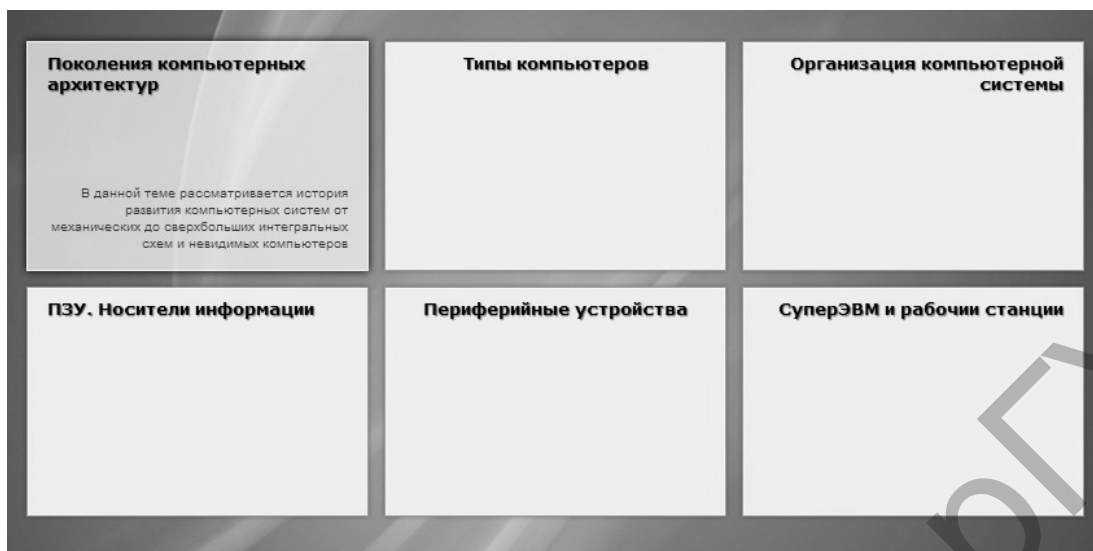 Поколения компьютерных
архитектур
В данной теме рассматривается история
развития компьютерных систем от
механических до сверхбольших интегральных
схем и невидимых компьютеров
Типы компьютеров
Организация компьютерной
системы
ПЗУ. Носители информации
Периферийные устройства
СуперЭВМ и рабочии станции